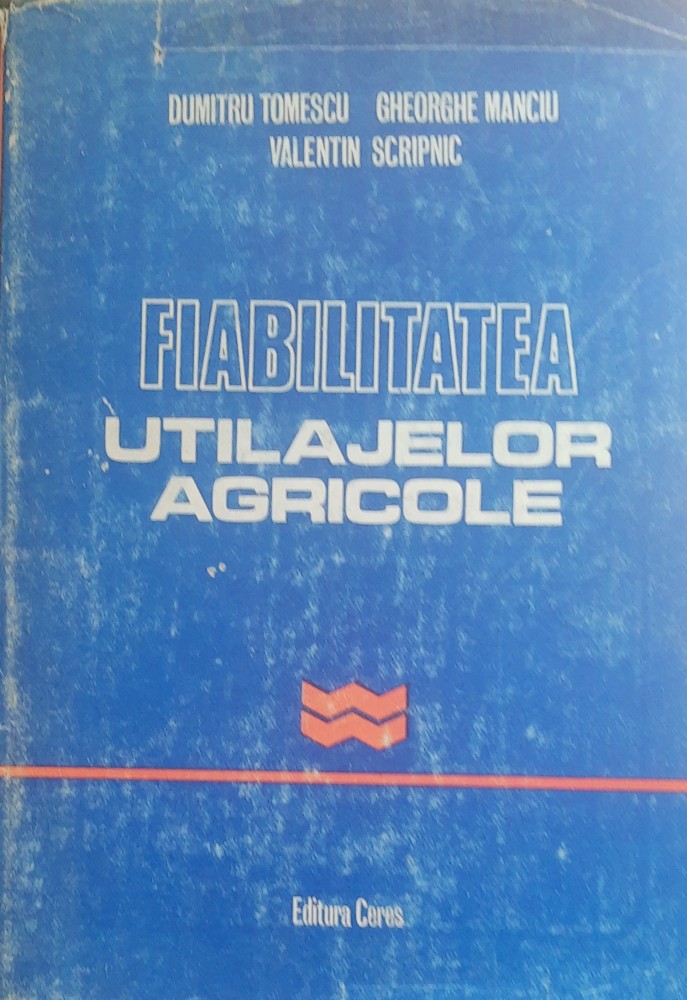 DUMITRU TOMESCU GHEORGHE MANCIU
VALENTIN SCRIPNIC
FIABILITATEA
UTILAJELOR
AGRICOLE
Editura Ceres